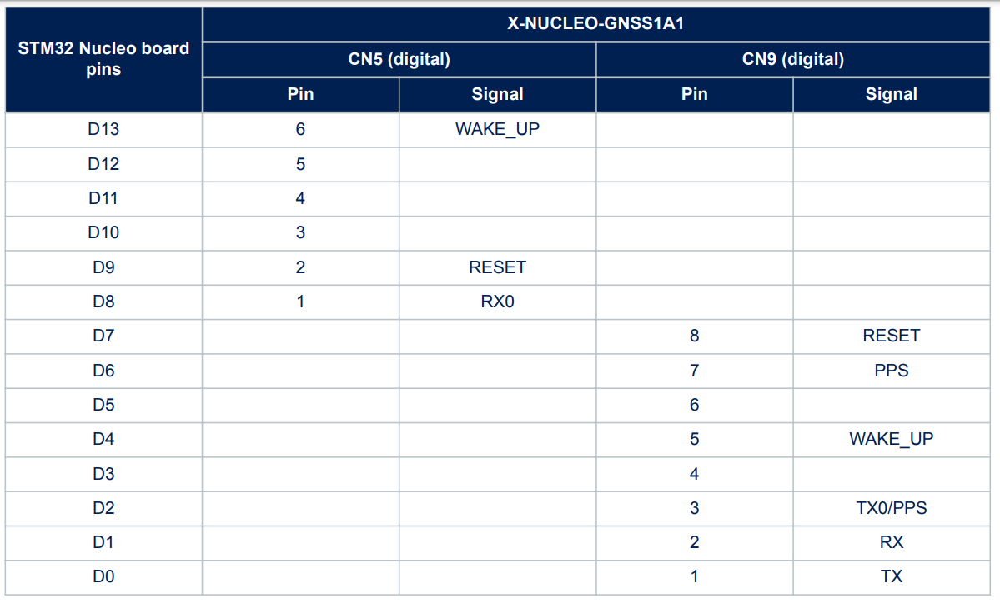 STM32 Nucleo board
pins
X-NUCLEO-GNSS1A1
CN5 (digital) CN9 (digital)
Pin Signal Pin Signal
D13 6 WAKE_UP
D12 5
D11 4
D10 3
D9 2 RESET
D8 1 RX0
D7 8 RESET
D6 7 PPS
D5 6
D4 5 WAKE_UP
D3 4
D2 3 TX0/PPS
D1 2 RX
D0 1 TX